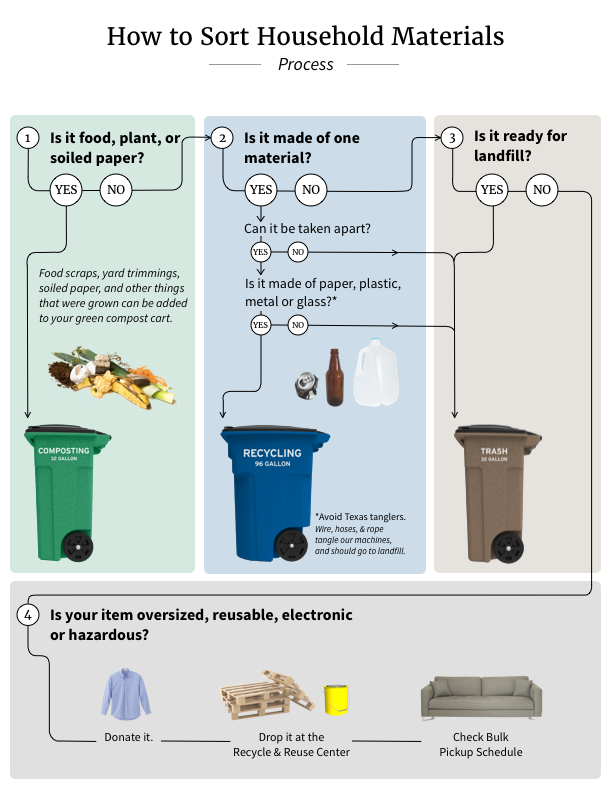 How to Sort Household Materials
Process
1
Is it food, plant, or
soiled paper?
YES
NO
Food scraps, yard trimmings,
soiled paper, and other things
that were grown can be added
to your green compost cart.
COMPOSTING
32 GALLON
2
Is it made of one
material?
YES
NO
Can it be taken apart?
YES
NO
Is it made of paper, plastic,
metal or glass?*
YES
NO
RECYCLING
96 GALLON
*Avoid Texas tanglers.
Wire, hoses, & rope
tangle our machines,
and should go to landfill.
3
Is it ready for
landfill?
YES
NO
TRASH
32 GALLON
4
Is your item oversized, reusable, electronic
or hazardous?
Donate it.
Drop it at the
Recycle & Reuse Center
Check Bulk
Pickup Schedule